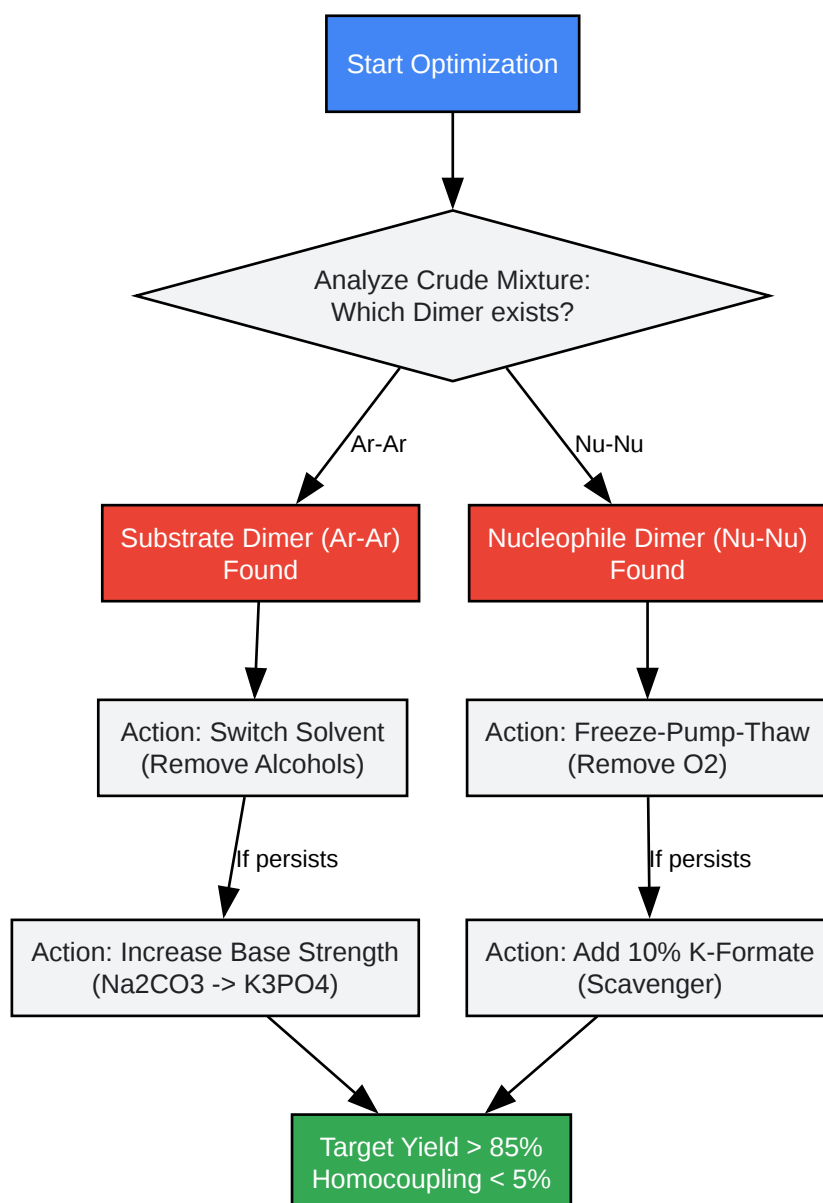 Start Optimization
Analyze Crude Mixture:
Which Dimer exists?
Ar-Ar
Nu-Nu
Substrate Dimer (Ar-Ar)
Found
Nucleophile Dimer (Nu-Nu)
Found
Action: Switch Solvent
(Remove Alcohols)
Action: Freeze-Pump-Thaw
(Remove O2)
If persists
If persists
Action: Increase Base Strength
(Na2CO3 -> K3PO4)
Action: Add 10% K-Formate
(Scavenger)
Target Yield > 85%
Homocoupling < 5%